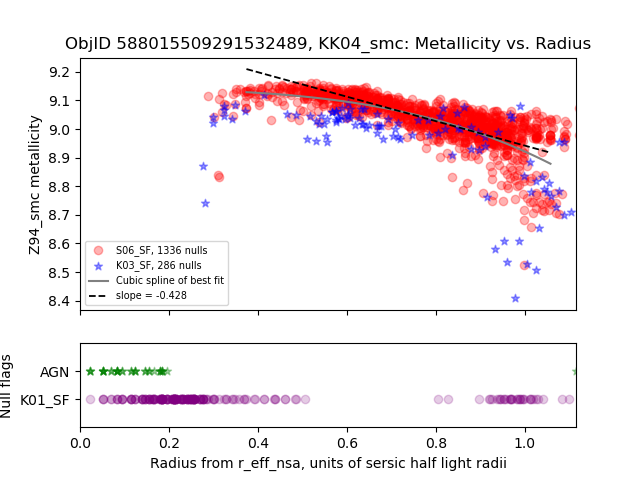 ObjID 588015509291532489, KK04_smc: Metallicity vs. Radius
Z94_smc metallicity
9.2
9.1
9.0
8.9
8.8
8.7
8.6
8.5
8.4
S06_SF, 1336 nulls
K03_SF, 286 nulls
Cubic spline of best fit
slope = -0.428
Null flags
AGN
K01_SF
0.0 0.2 0.4 0.6 0.8 1.0
Radius from r_eff_nsa, units of sersic half light radii